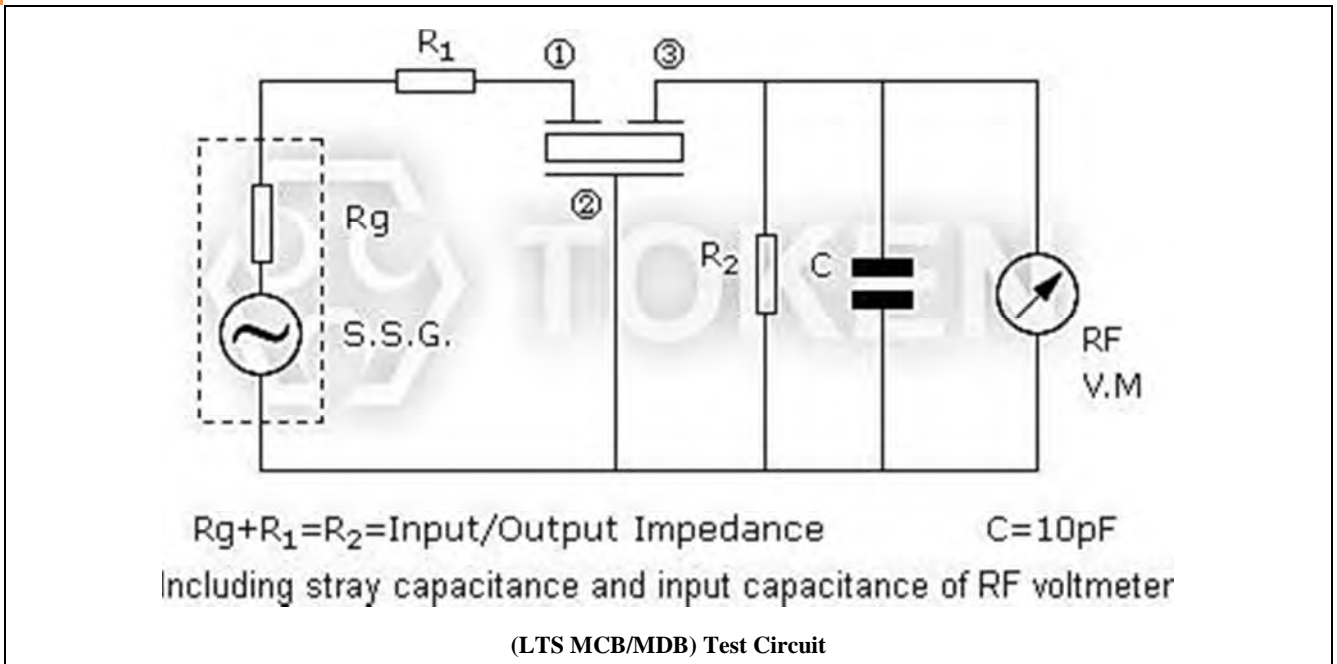 R1
① ③
②
Rg
TOKEN
R2 C
S.S.G.
RF
V.M
Rg+R1=R2=Input/Output Impedance C=10pF
Including stray capacitance and input capacitance of RF voltmeter
(LTS MCB/MDB) Test Circuit